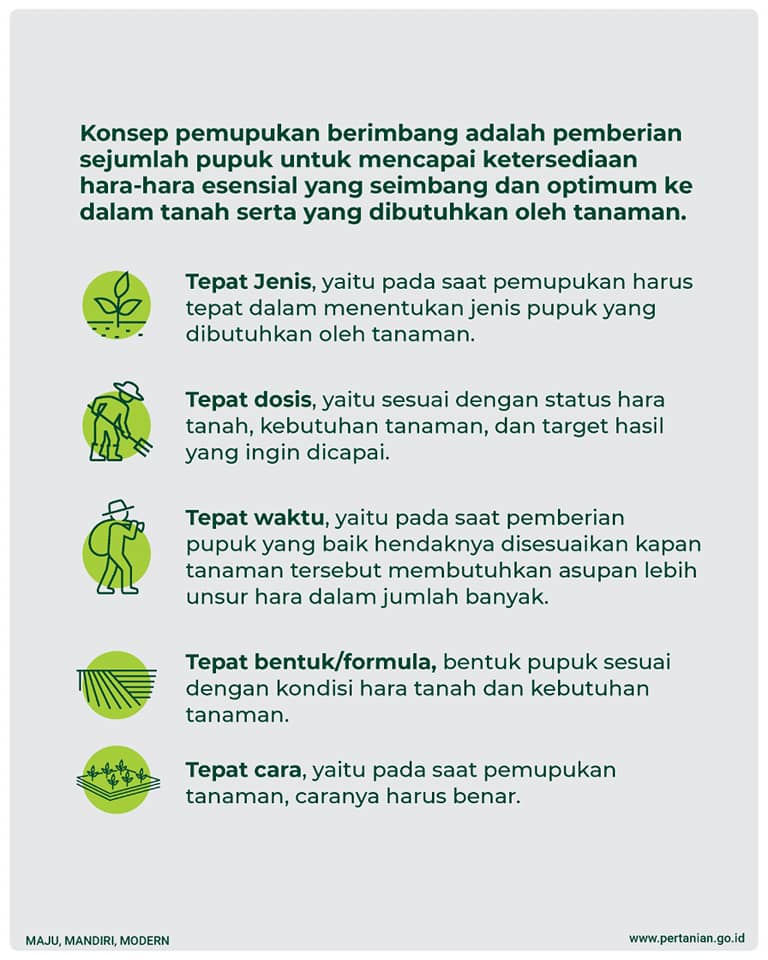 Konsep pemupukan berimbang adalah pemberian
sejumlah pupuk untuk mencapai ketersediaan
hara-hara esensial yang seimbang dan optimum ke
dalam tanah serta yang dibutuhkan oleh tanaman.
Tepat Jenis, yaitu pada saat pemupukan harus
tepat dalam menentukan jenis pupuk yang
dibutuhkan oleh tanaman.
Tepat dosis, yaitu sesuai dengan status hara
tanah, kebutuhan tanaman, dan target hasil
yang ingin dicapai.
Tepat waktu, yaitu pada saat pemberian
pupuk yang baik hendaknya disesuaikan kapan
tanaman tersebut membutuhkan asupan lebih
unsur hara dalam jumlah banyak.
Tepat bentuk/formula, bentuk pupuk sesuai
dengan kondisi hara tanah dan kebutuhan
tanaman.
Tepat cara, yaitu pada saat pemupukan
tanaman, caranya harus benar.
MAJU, MANDIRI, MODERN
www.pertanian.go.id